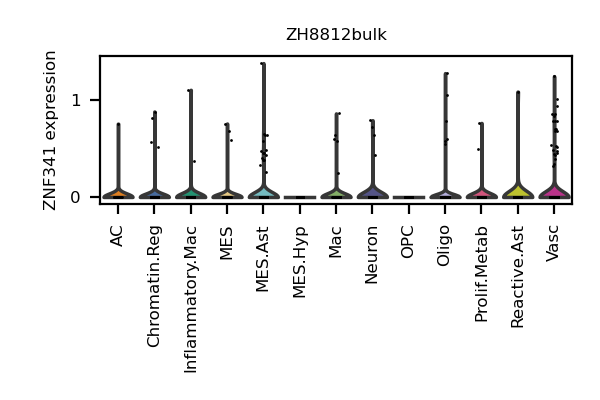 ZH8812bulk
ZNF341 expression
1
0
AC
Chromatin.Reg
Inflammatory.Mac
MES
MES.Ast
MES.Hyp
Mac
Neuron
OPC
Oligo
Prolif.Metab
Reactive.Ast
Vasc